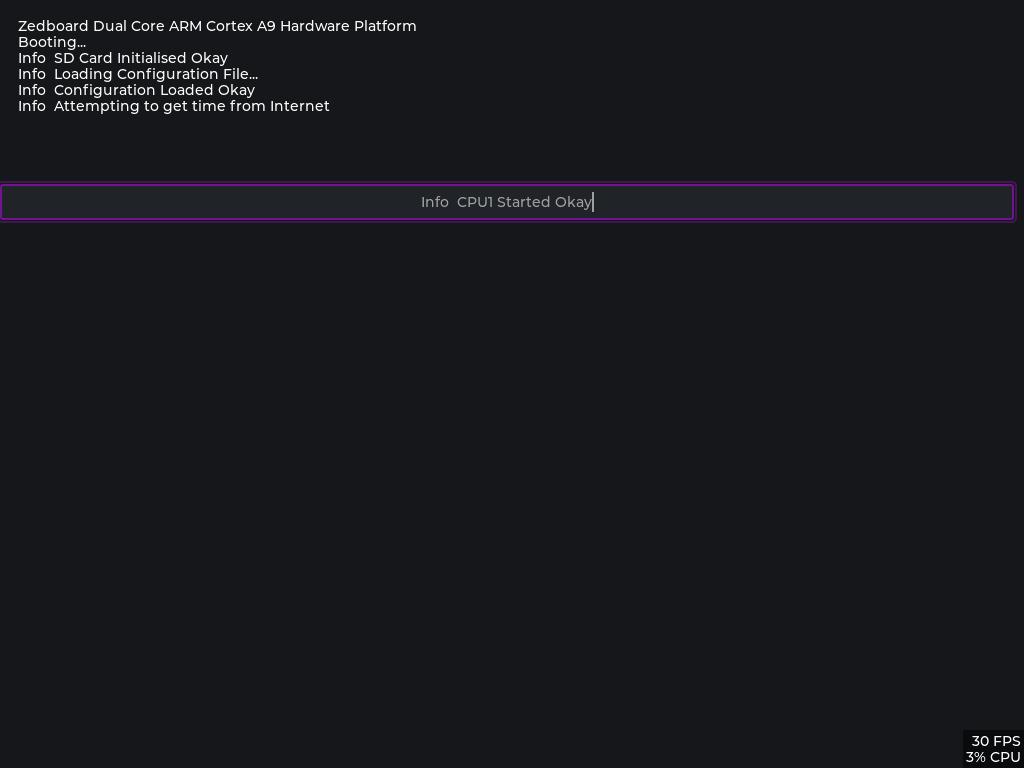 Zedboard Dual Core ARM Cortex A9 Hardware Platform
Booting...
Info  SD Card Initialised Okay
Info  Loading Configuration File...
Info  Configuration Loaded Okay
Info  Attempting to get time from Internet
Info  CPU1 Started Okay
30 FPS
3% CPU